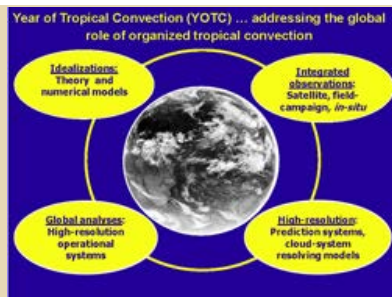 Year of Tropical Convection (YOTC) ... addressing the global
role of organized tropical convection
Idealizations:
Theory and
numerical models
Integrated
observations:
Satellite, field-
campaign, in-situ
Global analyses:
High-resolution
operational
systems
High-resolution:
Prediction systems,
cloud-system
resolving models